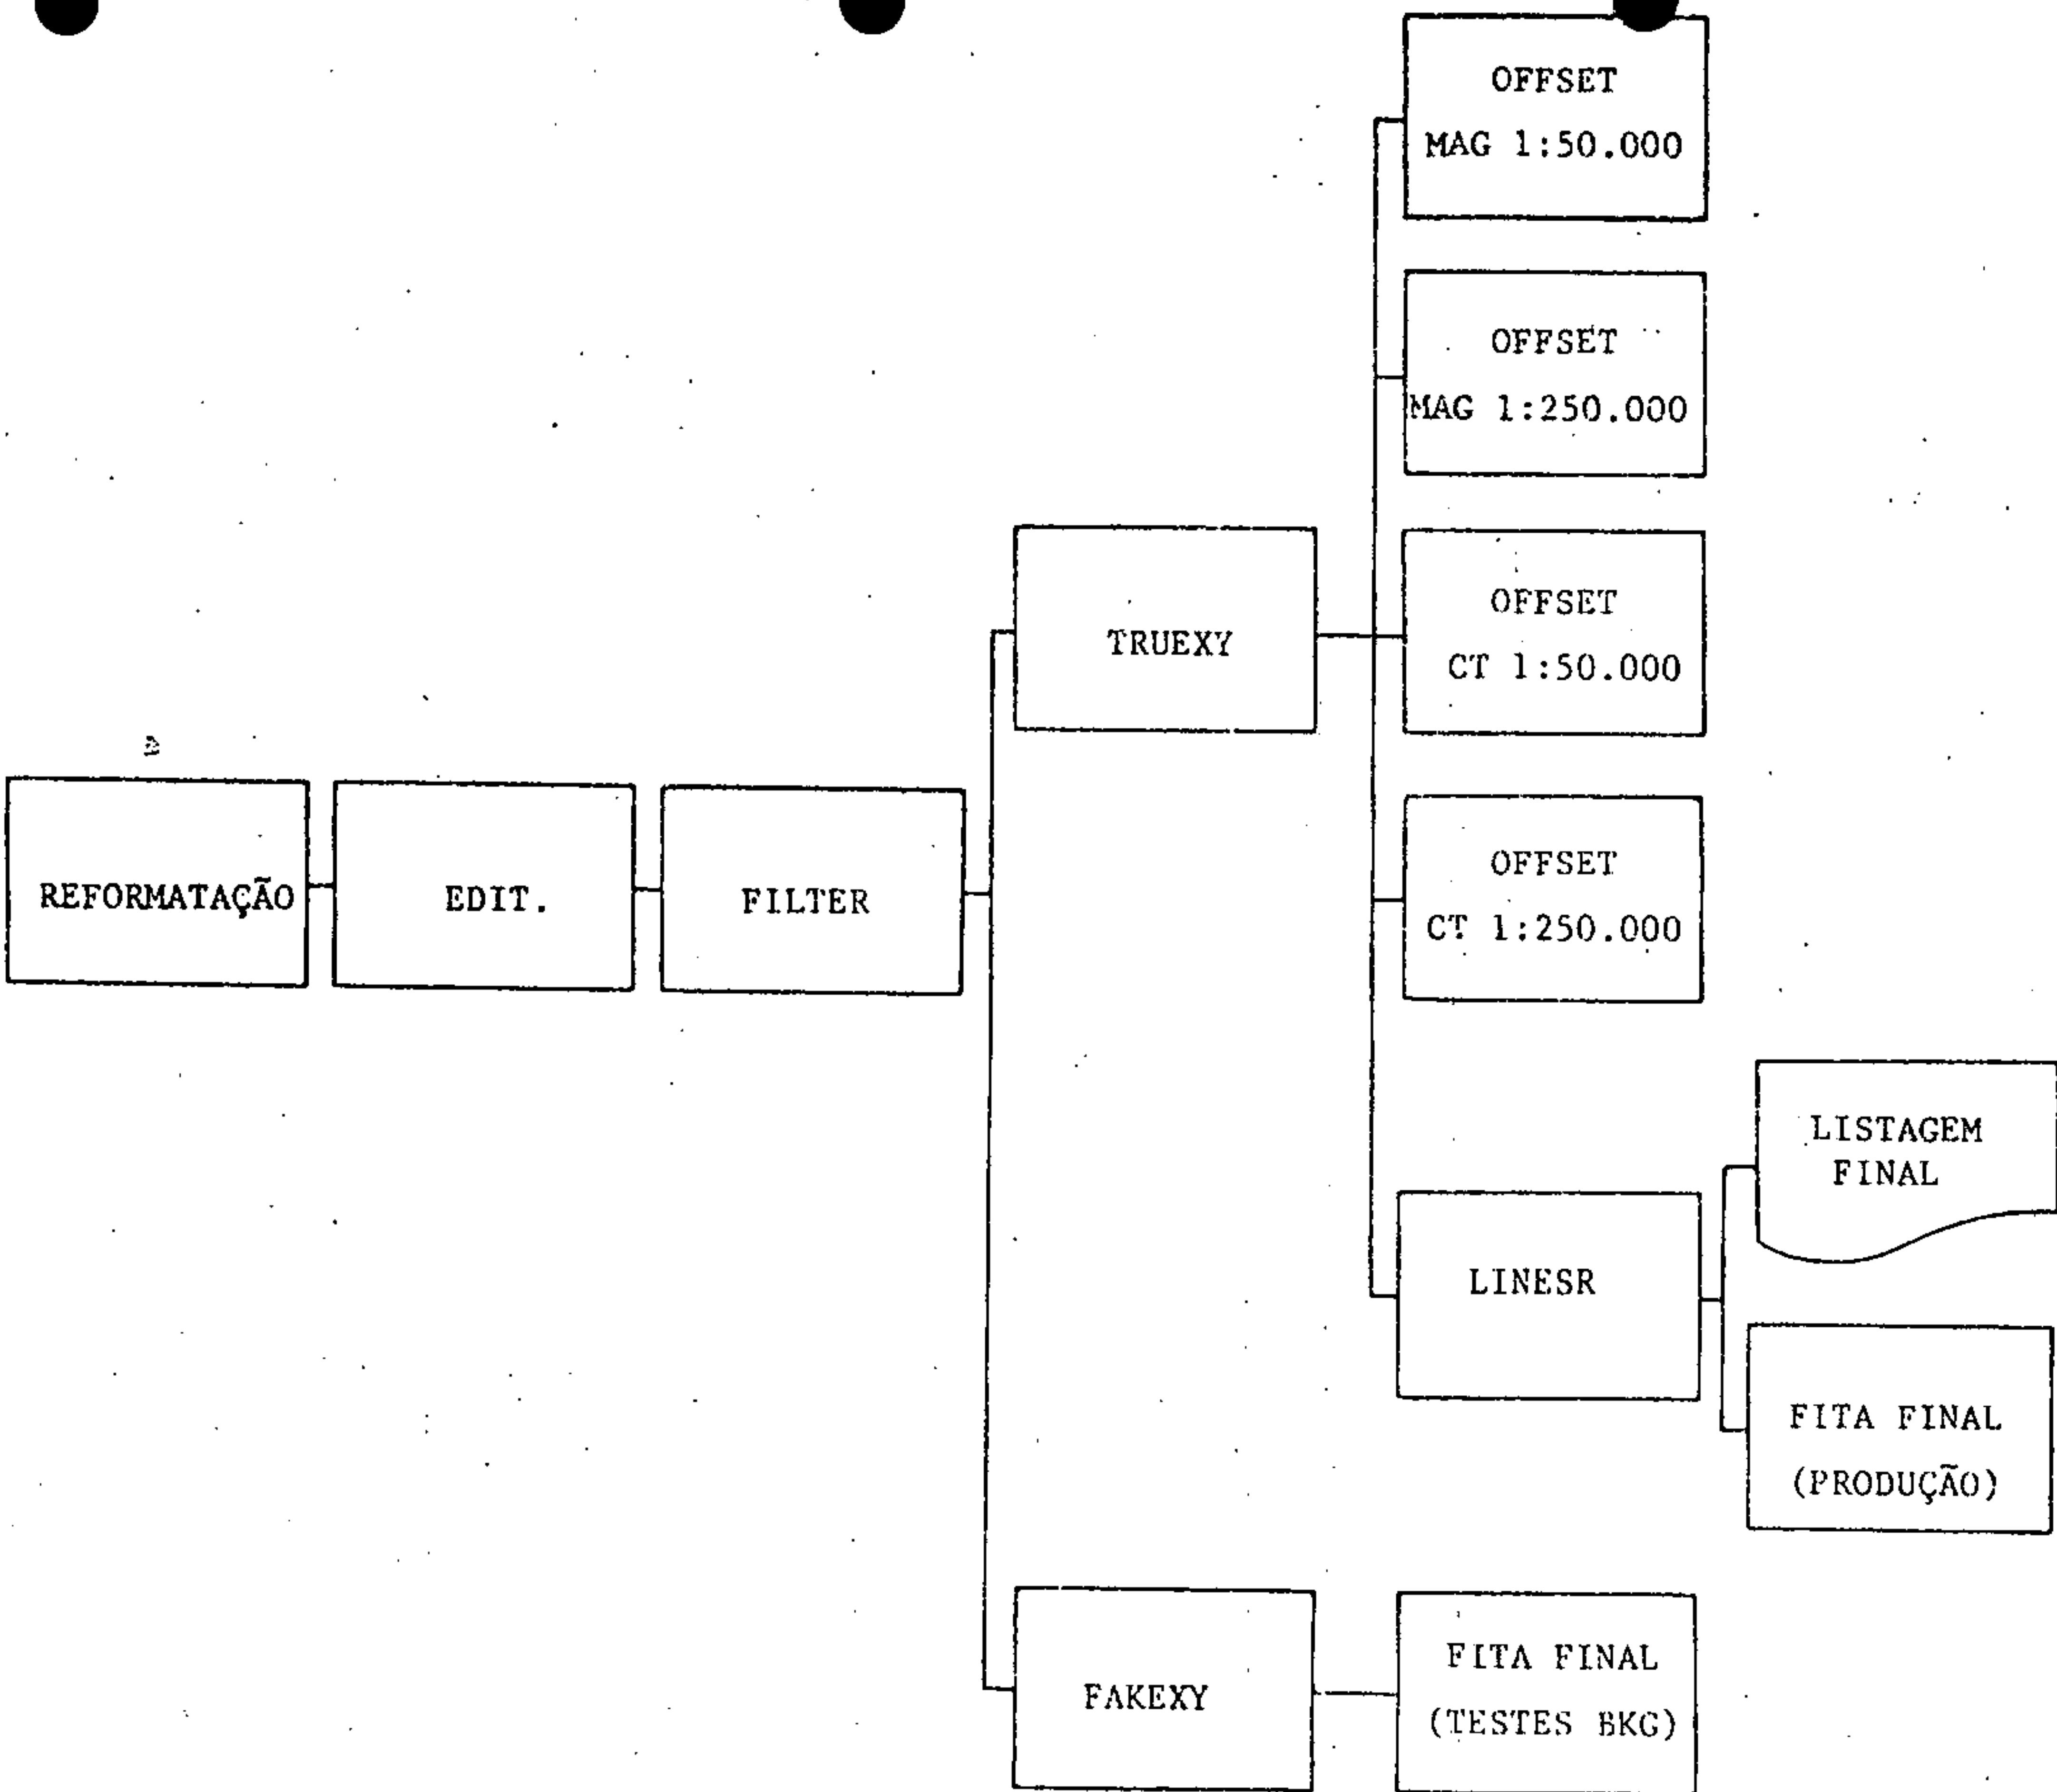 OFFSET
MAG 1:50.000
OFFSET
MAG 1:250.000
TRUEXY
OFFSET
CT 1:50.000
OFFSET
CT 1:250.000
REFORMATAÇÃO
EDIT.
FILTER
LISTAGEM
FINAL
LINESR
FITA FINAL
(PRODUÇÃO)
FAKEXY
FITA FINAL
(TESTES BKG)